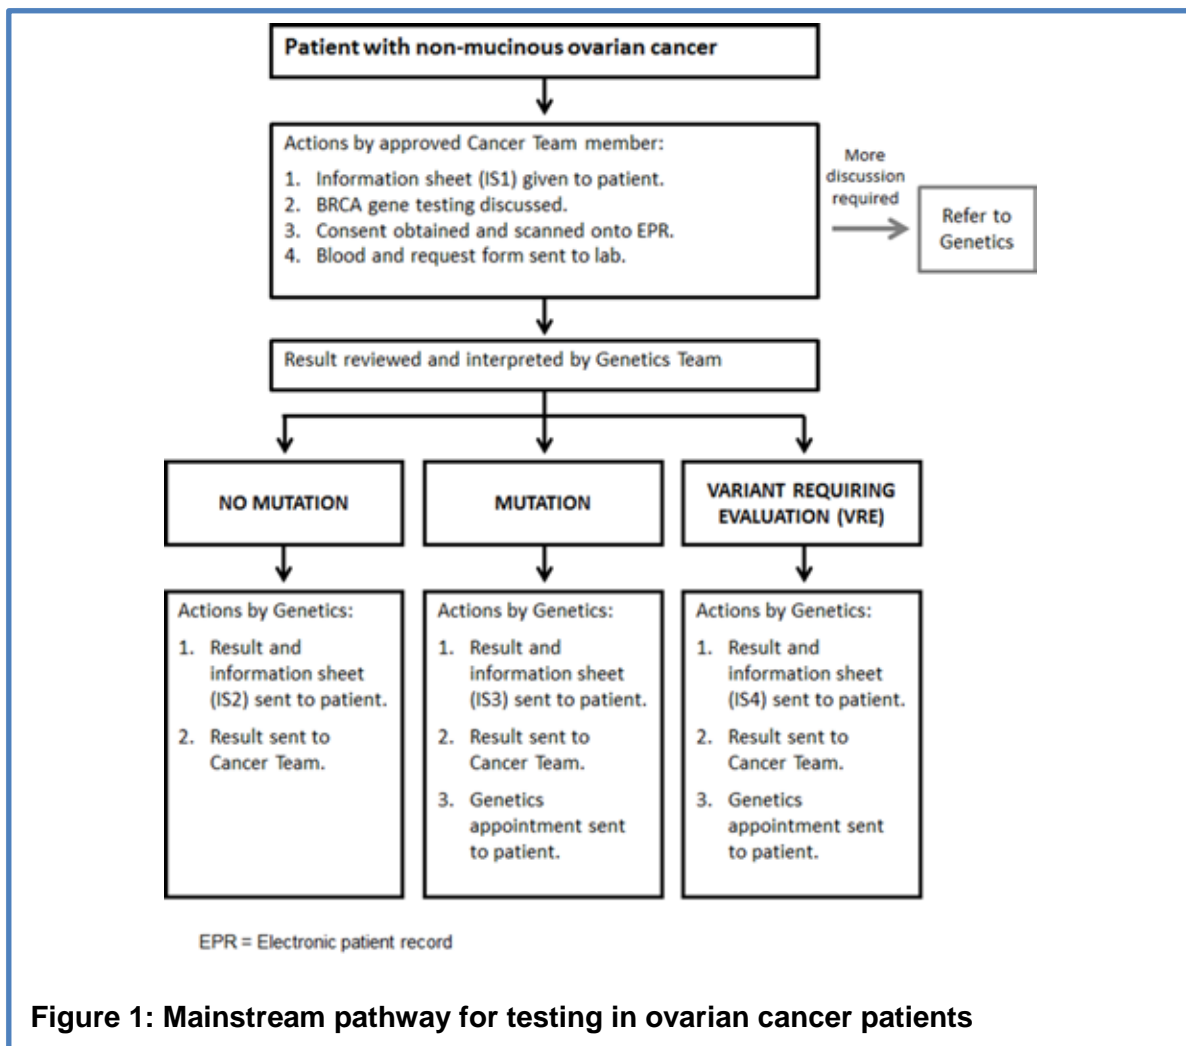 Patient with non-mucinous ovarian cancer
Actions by approved Cancer Team member:
1. Information sheet (IS1) given to patient.
2. BRCA gene testing discussed.
3. Consent obtained and scanned onto EPR.
4. Blood and request form sent to lab.
More
discussion
required
Refer to
Genetics
Result reviewed and interpreted by Genetics Team
NO MUTATION
MUTATION
VARIANT REQUIRING
EVALUATION (VRE)
Actions by Genetics:
1. Result and
information sheet
(IS2) sent to patient.
2. Result sent to
Cancer Team.
Actions by Genetics:
1. Result and
information sheet
(IS3) sent to patient.
2. Result sent to
Cancer Team.
3. Genetics
appointment sent
to patient.
Actions by Genetics:
1. Result and
information sheet
(IS4) sent to patient.
2. Result sent to
Cancer Team.
3. Genetics
appointment sent
to patient.
EPR = Electronic patient record
Figure 1: Mainstream pathway for testing in ovarian cancer patients